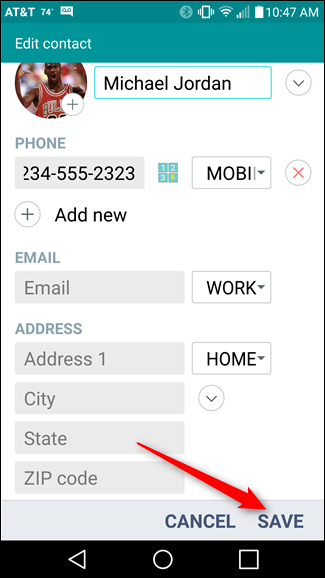 AT&T 74° 10:47 AM
Edit contact
Michael Jordan
PHONE
234-555-2323 MOBI
Add new
EMAIL
Email WORK
ADDRESS
Address 1 HOME
City
State
ZIP code
CANCEL SAVE